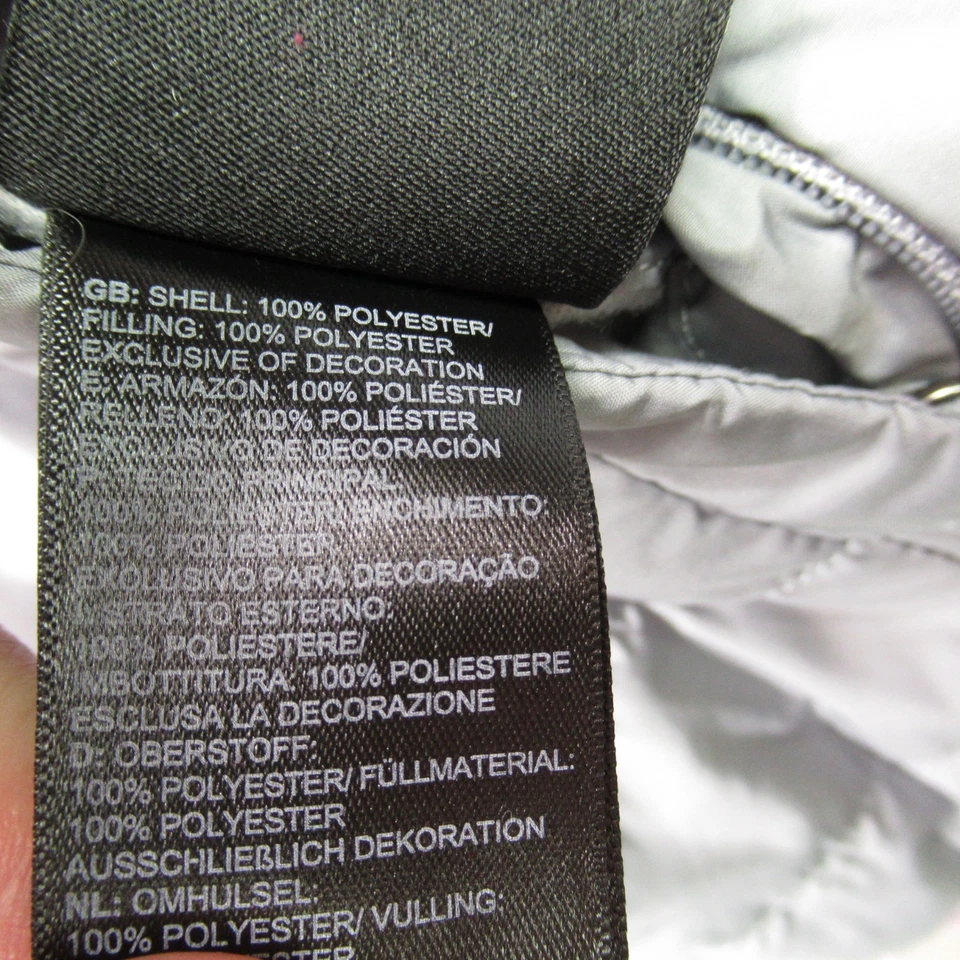 GB: SHELL: 100% POLYESTER/
FILLING: 100% POLYESTER
EXCLUSIVE OF DECORATION
E: ARMAZÓN: 100% POLIÉSTER/
RELLENO: 100% POLIÉSTER
EXCLUSIVO DE DECORACIÓN
PRINCIPAL
100% POLIÉSTER/ ENCHIMENTO:
100% POLIÉSTER
EXCLUSIVO PARA DECORAÇÃO
I: STRATO ESTERNO:
100% POLIESTERE/
IMBOTTITURA: 100% POLIESTERE
ESCLUSA LA DECORAZIONE
D: OBERSTOFF:
100% POLYESTER/ FÜLLMATERIAL:
100% POLYESTER
AUSSCHLIEßLICH DEKORATION
NL: OMHULSEL:
100% POLYESTER/ VULLING: